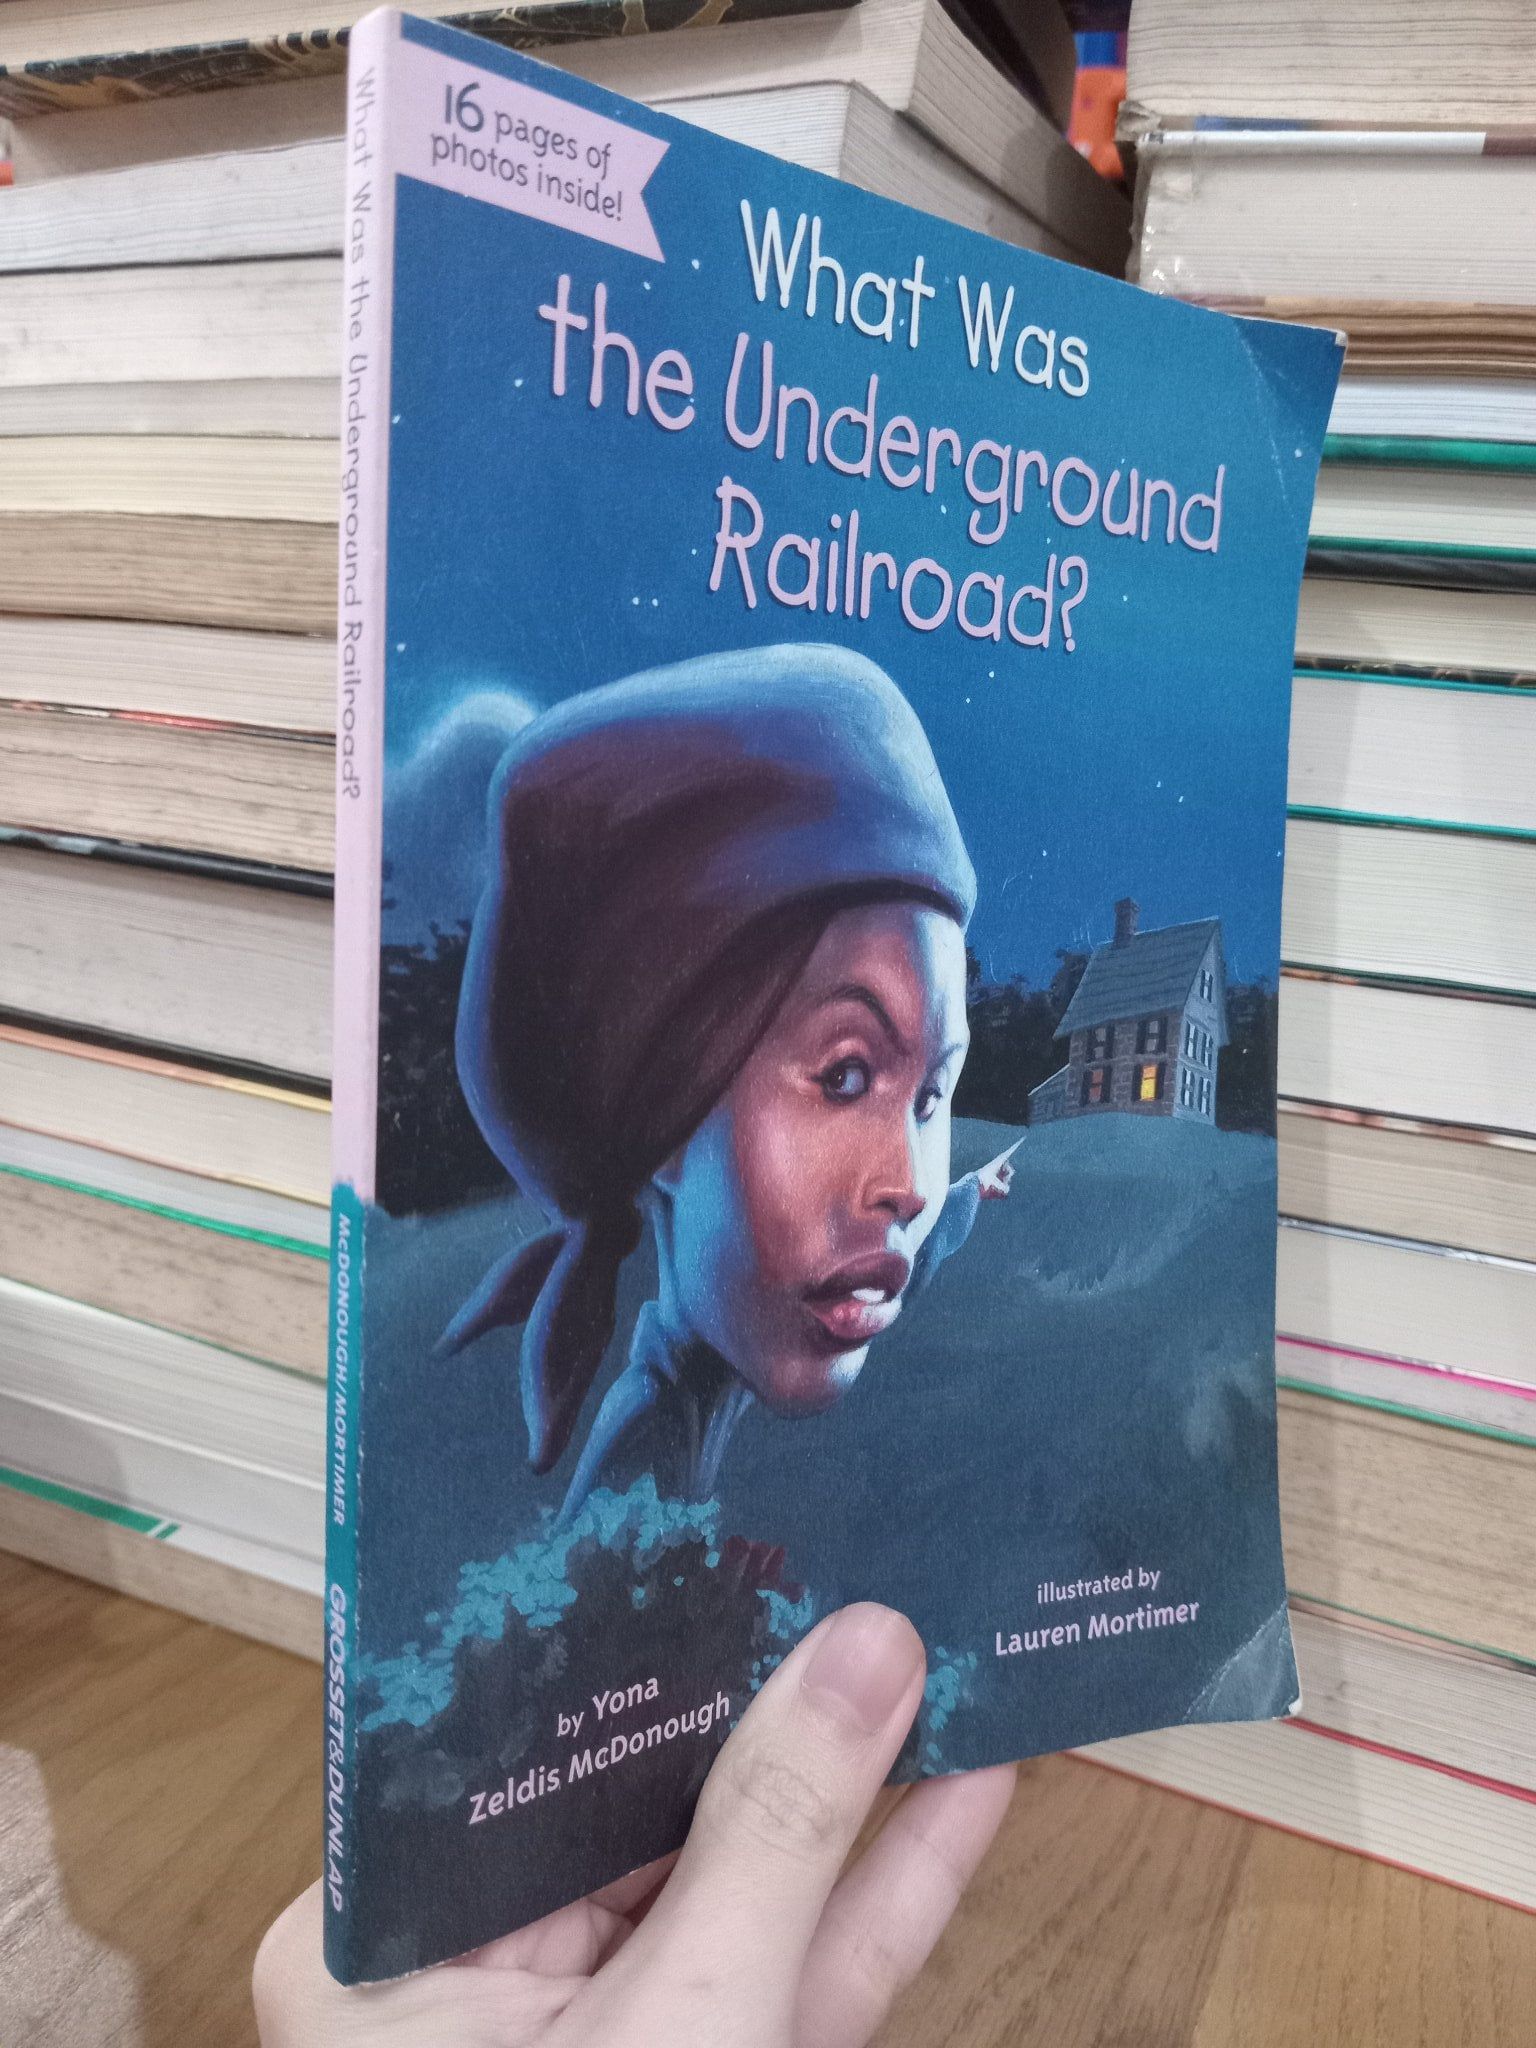 16 pages of
photos inside!
What Was
the Underground
Railroad?
by Yona
Zeldis McDonough
illustrated by
Lauren Mortimer
What Was the Underground Railroad?
McDONOUGH/MORTIMER
GROSSET&DUNLAP